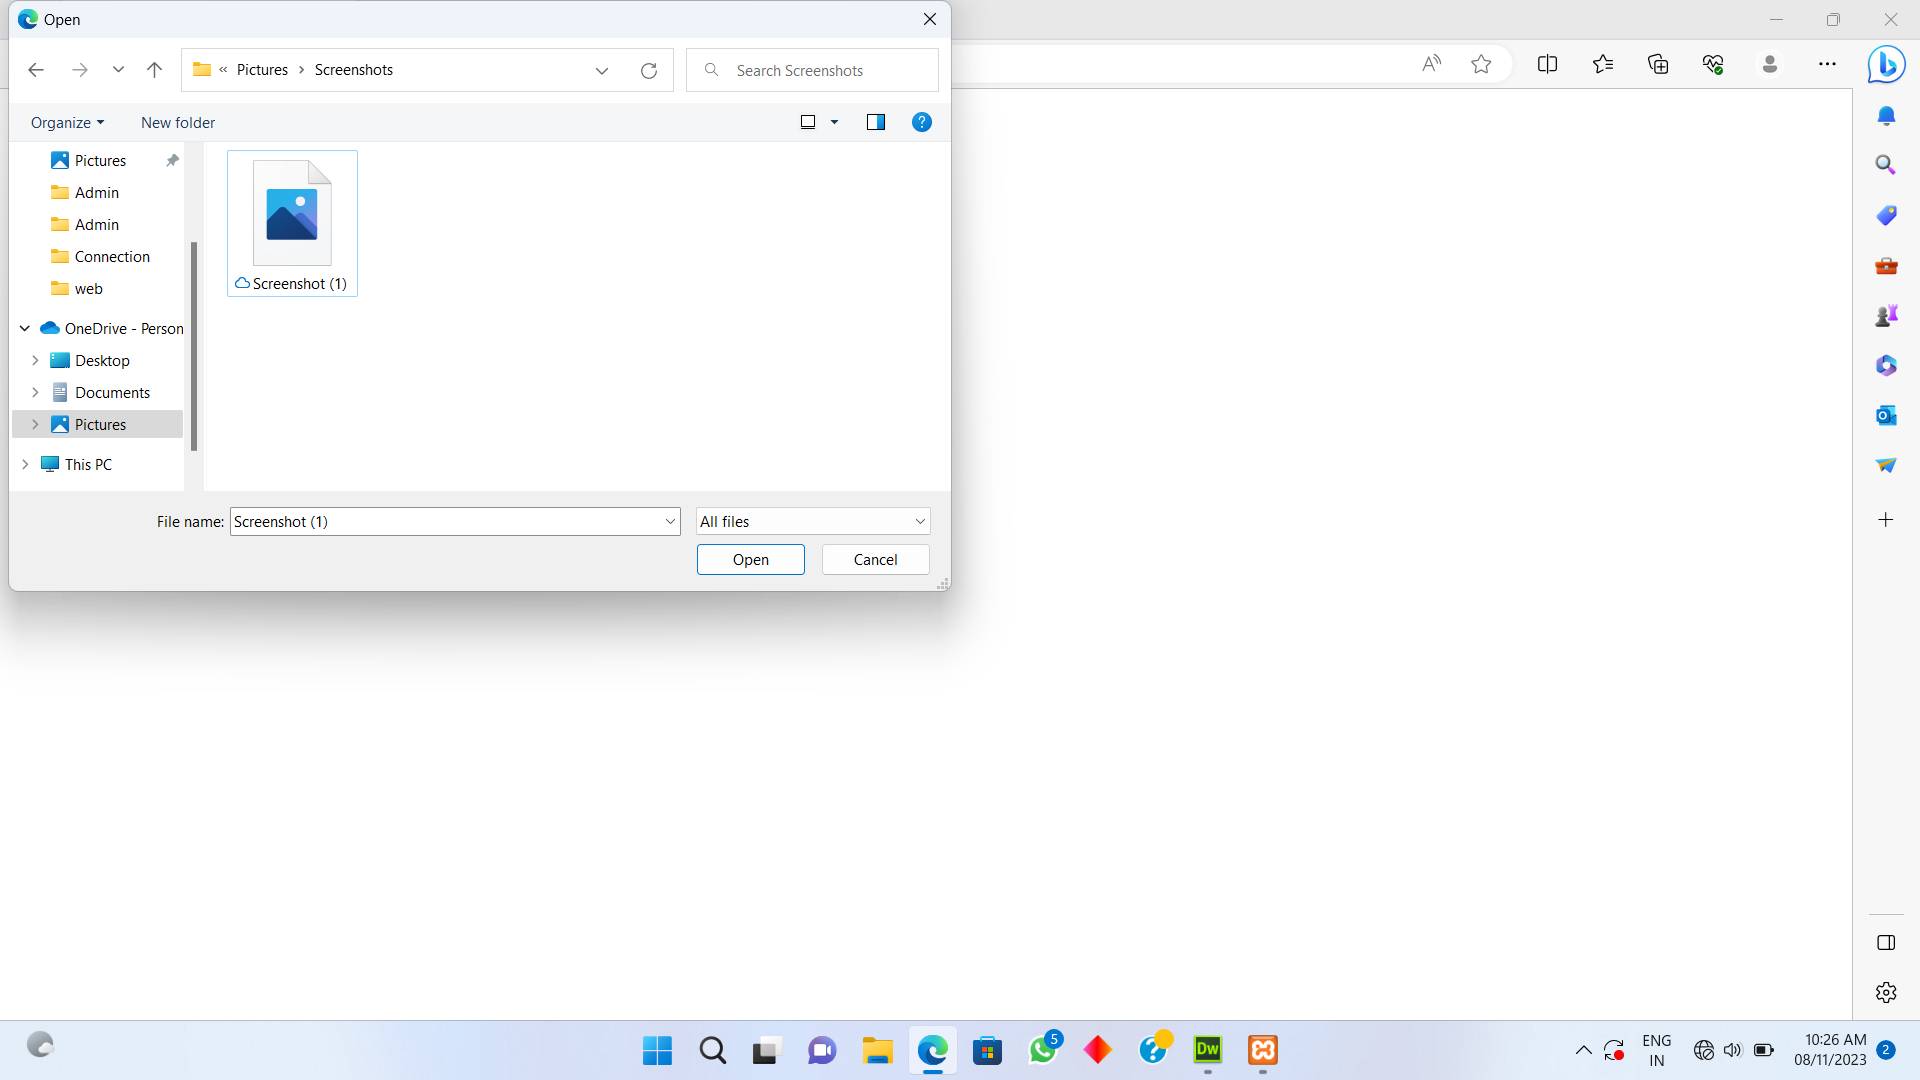 Open
« Pictures > Screenshots
Search Screenshots
Organize
New folder
Pictures
Admin
Admin
Connection
web
OneDrive - Person
Desktop
Documents
Pictures
This PC
Screenshot (1)
File name: Screenshot (1)
All files
Open
Cancel
5
Dw
ENG
IN
10:26 AM
08/11/2023
2